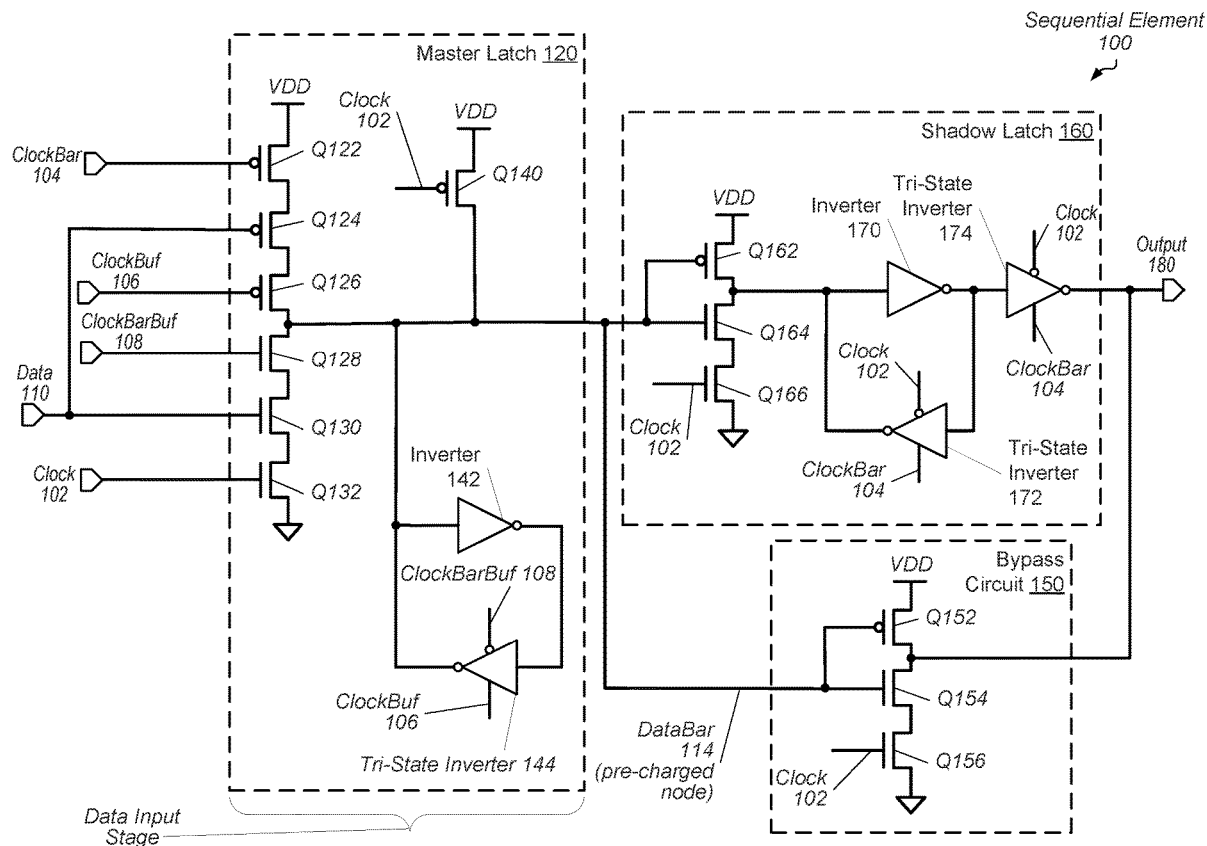 Sequential Element
100
Master Latch 120
VDD
ClockBar
104
Q122
Clock
102
VDD
Q140
Q124
ClockBuf
106
Q126
ClockBarBuf
108
Q128
Data
110
Q130
Clock
102
Q132
Inverter
142
ClockBarBuf 108
ClockBuf
106
Tri-State Inverter 144
Data Input
Stage
Shadow Latch 160
VDD
Q162
Q164
Q166
Clock
102
Inverter
170
Tri-State
Inverter
174
Clock
102
Output
180
ClockBar
104
Clock
102
ClockBar
104
Tri-State
Inverter
172
Bypass
Circuit 150
VDD
Q152
Q154
Q156
Clock
102
DataBar
114
(pre-charged
node)